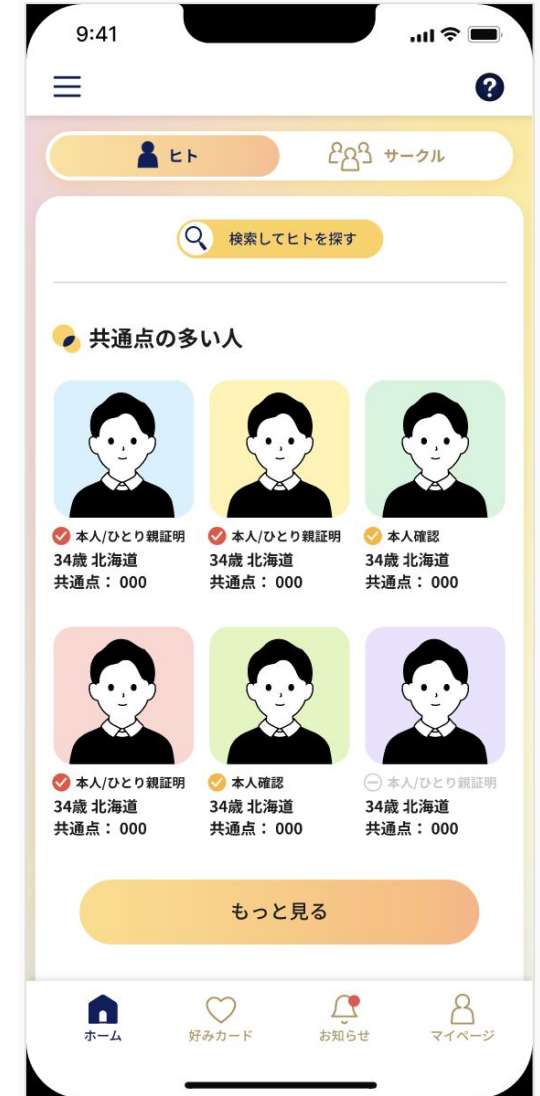 9:41
?
ヒト
サークル
検索してヒトを探す
共通点の多い人
本人/ひとり親証明
34歳 北海道
共通点： 000
本人/ひとり親証明
34歳 北海道
共通点： 000
本人確認
34歳 北海道
共通点： 000
本人/ひとり親証明
34歳 北海道
共通点： 000
本人確認
34歳 北海道
共通点： 000
本人/ひとり親証明
34歳 北海道
共通点： 000
もっと見る
ホーム
好みカード
お知らせ
マイページ